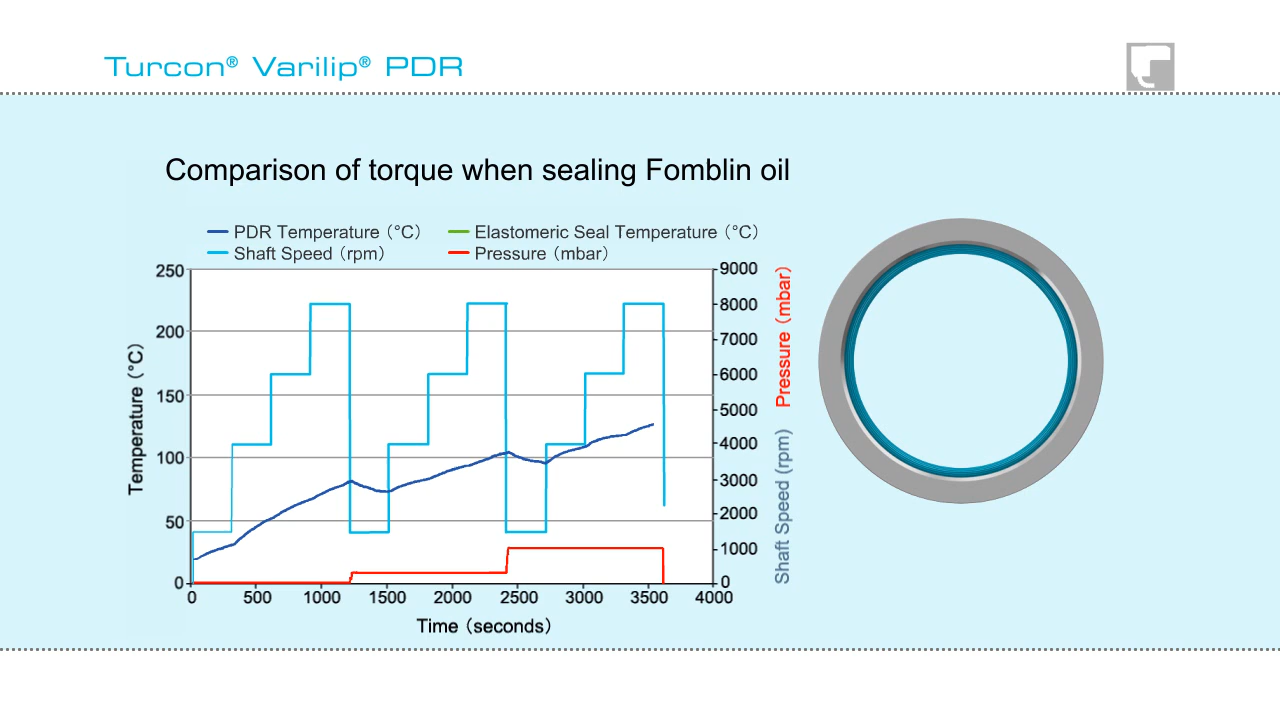 Turcon® Varilip® PDR
Comparison of torque when sealing Fomblin oil
PDR Temperature (°C)
Elastomeric Seal Temperature (°C)
Shaft Speed (rpm)
Pressure (mbar)
250
200
150
100
50
0
Temperature (°C)
9000
8000
7000
6000
5000
4000
3000
2000
1000
0
Pressure (mbar)
Shaft Speed (rpm)
0 500 1000 1500 2000 2500 3000 3500 4000
Time (seconds)